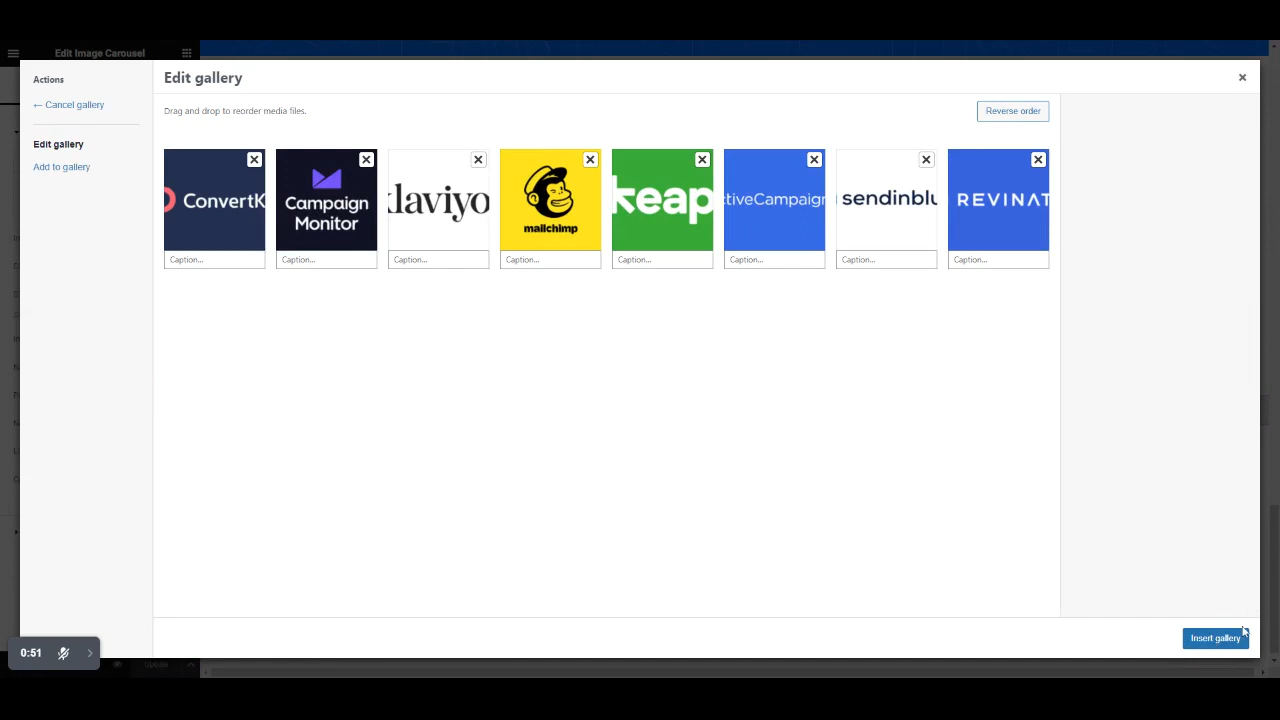 Edit Image Carousel
Actions
← Cancel gallery
Edit gallery
Add to gallery
Edit gallery
Drag and drop to reorder media files.
Reverse order
ConvertK
Campaign
Monitor
klaviyo
mailchimp
keap
ctiveCampaign
sendinblu
REVINAT
Caption...
Caption...
Caption...
Caption...
Caption...
Caption...
Caption...
Caption...
Insert gallery
0:51
Update